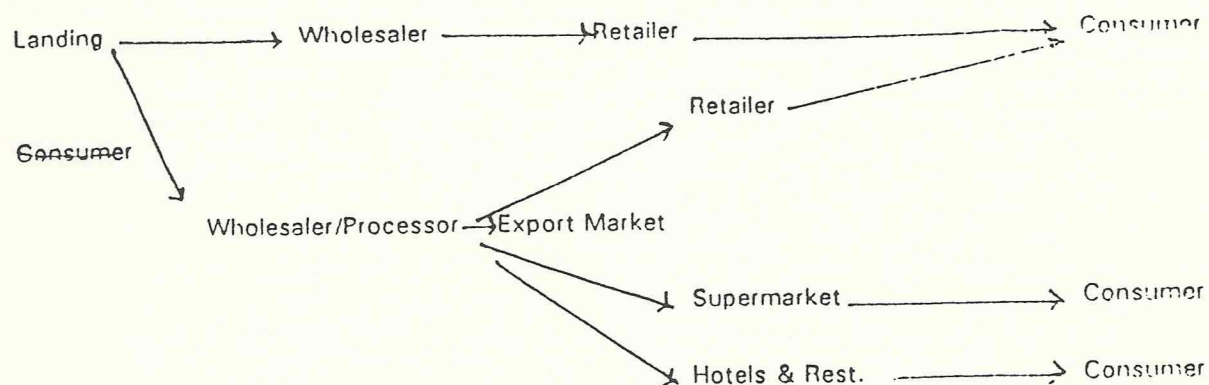 Landing Wholesaler Retailer Consumer
Retailer
Consumer
Wholesaler/Processor Export Market
Supermarket Consumer
Hotels & Rest. Consumer